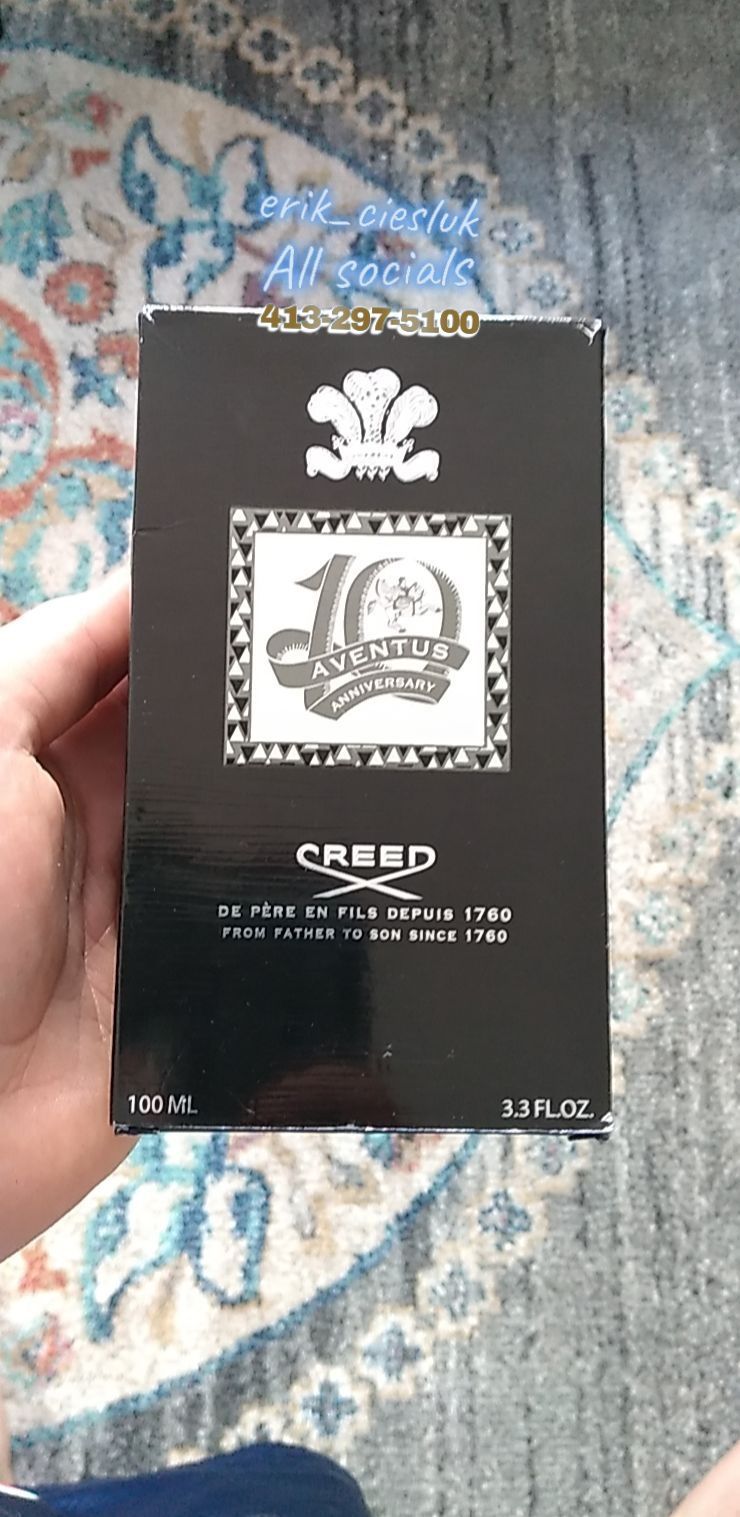 erik_ciesluk
All socials
413-297-5100
10
AVENTUS
ANNIVERSARY
CREED
DE PÈRE EN FILS DEPUIS 1760
FROM FATHER TO SON SINCE 1760
100 ML
3.3 FL.OZ.